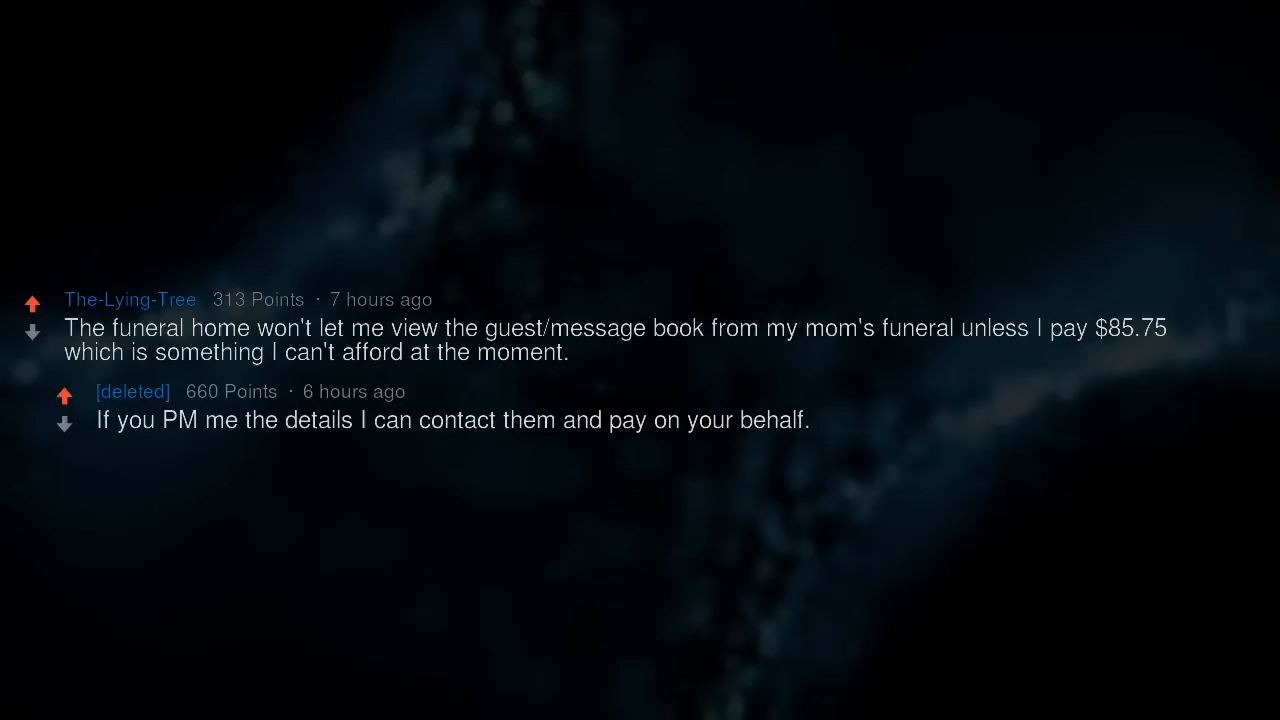 The-Lying-Tree 313 Points · 7 hours ago
The funeral home won't let me view the guest/message book from my mom's funeral unless I pay $85.75
which is something I can't afford at the moment.
[deleted] 660 Points · 6 hours ago
If you PM me the details I can contact them and pay on your behalf.